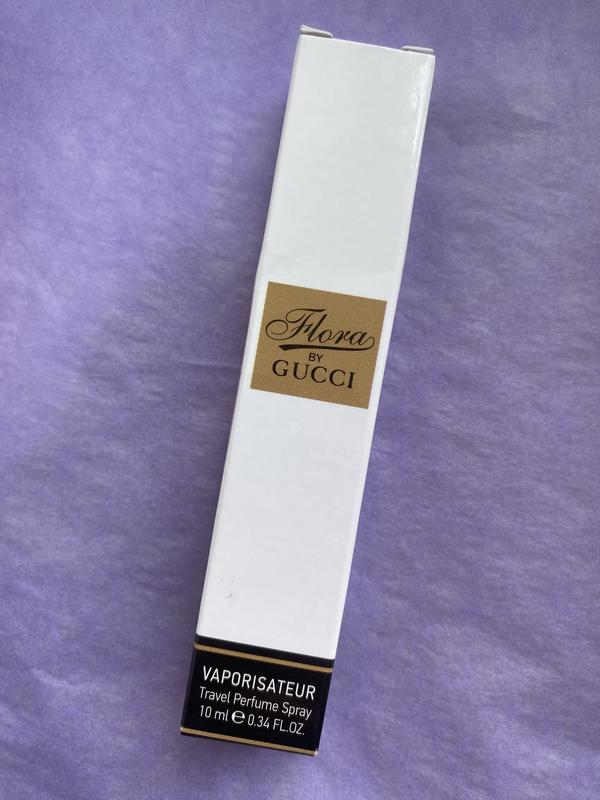 Flora
BY
GUCCI
VAPORISATEUR
Travel Perfume Spray
10 ml ℮ 0.34 FL.OZ.